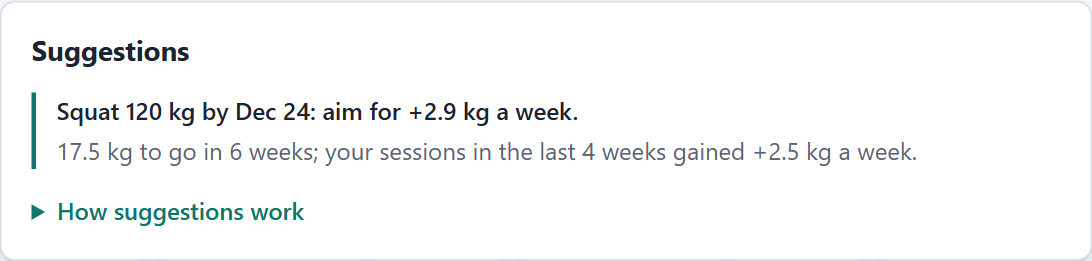 Suggestions
Squat 120 kg by Dec 24: aim for +2.9 kg a week.
17.5 kg to go in 6 weeks; your sessions in the last 4 weeks gained +2.5 kg a week.
How suggestions work